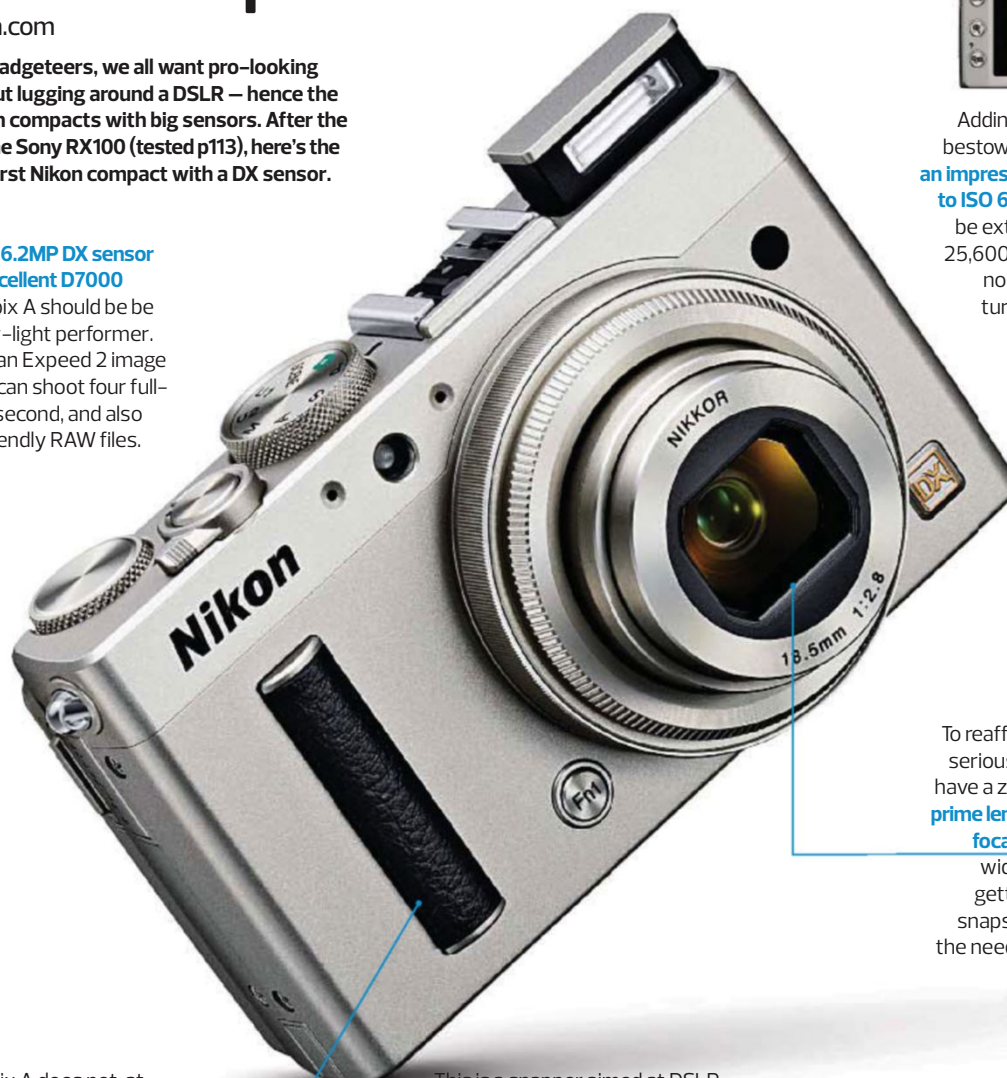 .com
adgeteers, we all want pro-looking
ut lugging around a DSLR – hence the
n compacts with big sensors. After the
e Sony RX100 (tested p113), here's the
rst Nikon compact with a DX sensor.
6.2MP DX sensor
cellent D7000
pix A should be be
-light performer.
an Expeed 2 image
can shoot four full-
second, and also
endly RAW files.
Addin
bestow
an impres
to ISO 6
be ext
25,600
no
tur
NIKKOR
18.5mm 1:2.8
DX
Nikon
Fn1
To reaff
serious
have a z
prime len
foca
wid
gett
snaps
the need